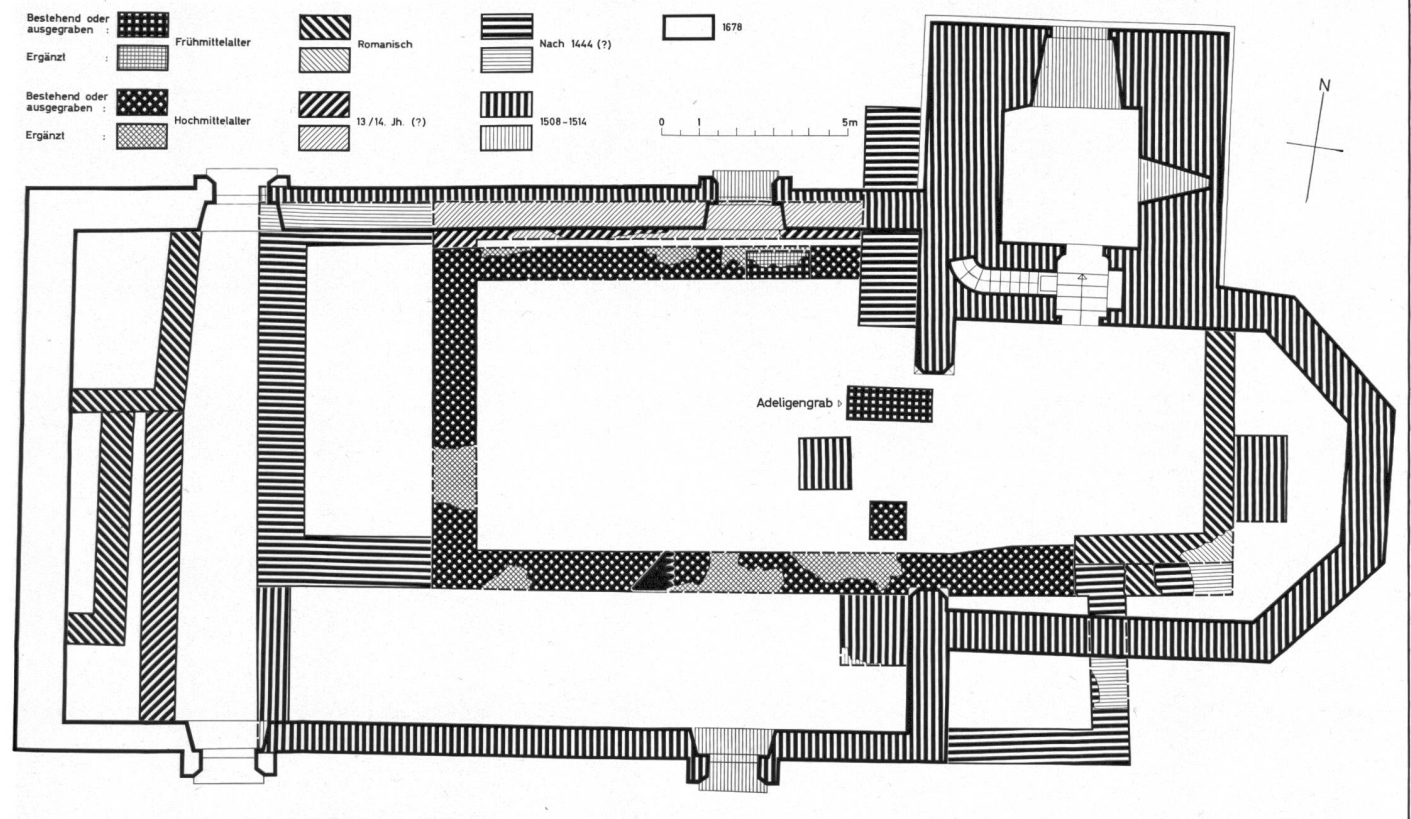 Bestehend oder
ausgegraben :
Frühmittelalter
Ergänzt :
Bestehend oder
ausgegraben :
Hochmittelalter
Ergänzt :
Romanisch
13./14. Jh. (?)
Nach 1444 (?)
1508–1514
1678
0 1 5m
N
Adeligengrab